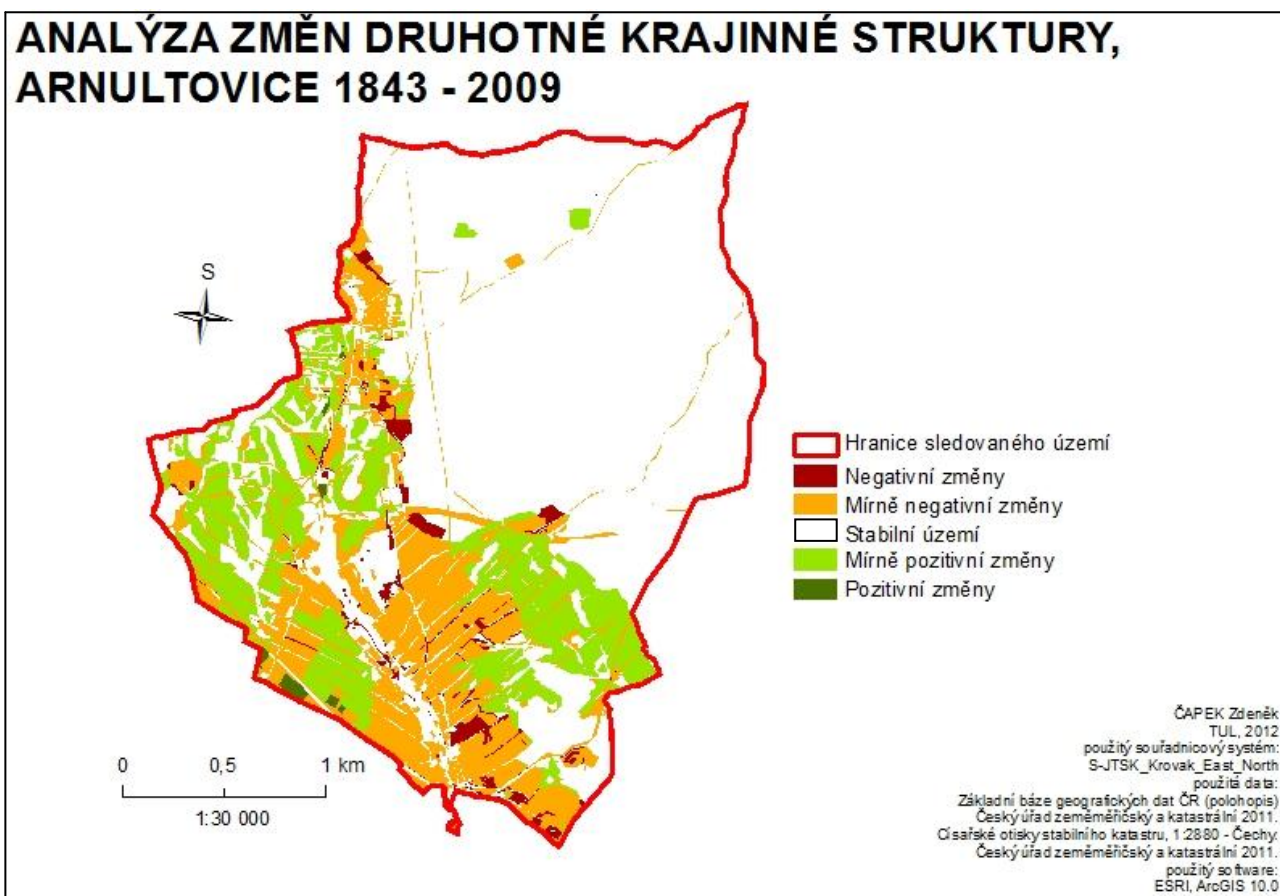 ANALÝZA ZMĚN DRUHOTNÉ KRAJINNÉ STRUKTURY,
ARNULTOVICE 1843 - 2009
S
Hranice sledovaného území
Negativní změny
Mírně negativní změny
Stabilní území
Mírně pozitivní změny
Pozitivní změny
0 0,5 1 km
1:30 000
ČAPEK Zdeněk
TUL, 2012
použitý souřadnicový systém:
S-JTSK_Krovak_East_North
použitá data:
Základní báze geografických dat ČR (polohopis)
Český úřad zeměměřičský a katastrální 2011.
Císařské otisky stabilního katastru, 1:2880 - Čechy.
Český úřad zeměměřičský a katastrální 2011.
použitý software:
ESRI, ArcGIS 10.0